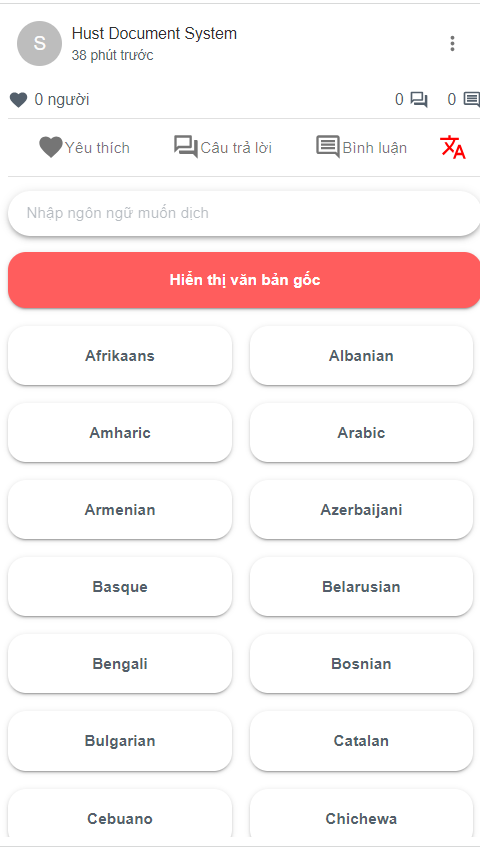 S
Hust Document System
38 phút trước
0 người
0
0
Yêu thích
Câu trả lời
Bình luận
Nhập ngôn ngữ muốn dịch
Hiển thị văn bản gốc
Afrikaans
Albanian
Amharic
Arabic
Armenian
Azerbaijani
Basque
Belarusian
Bengali
Bosnian
Bulgarian
Catalan
Cebuano
Chichewa